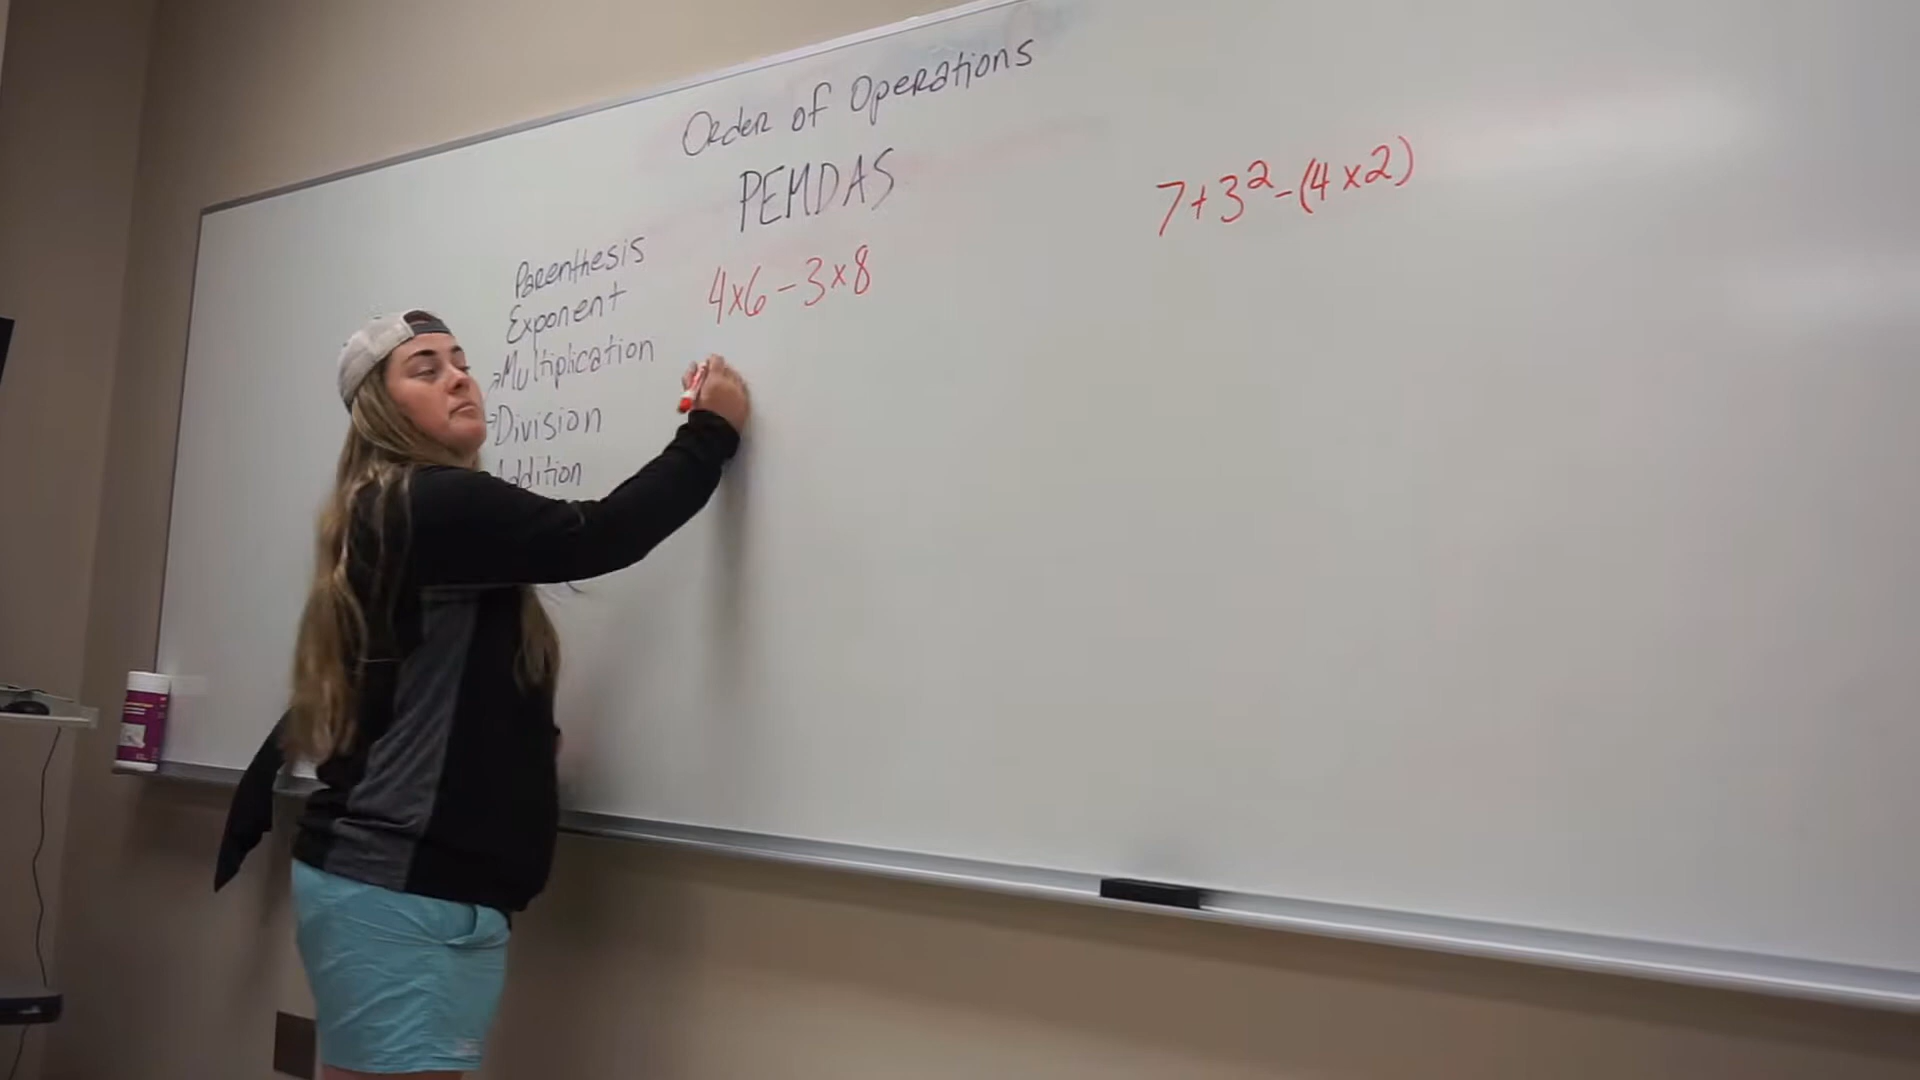 Order of Operations
PEMDAS
Parenthesis
Exponent
Multiplication
Division
Addition
4x6-3x8
7+3²-(4x2)